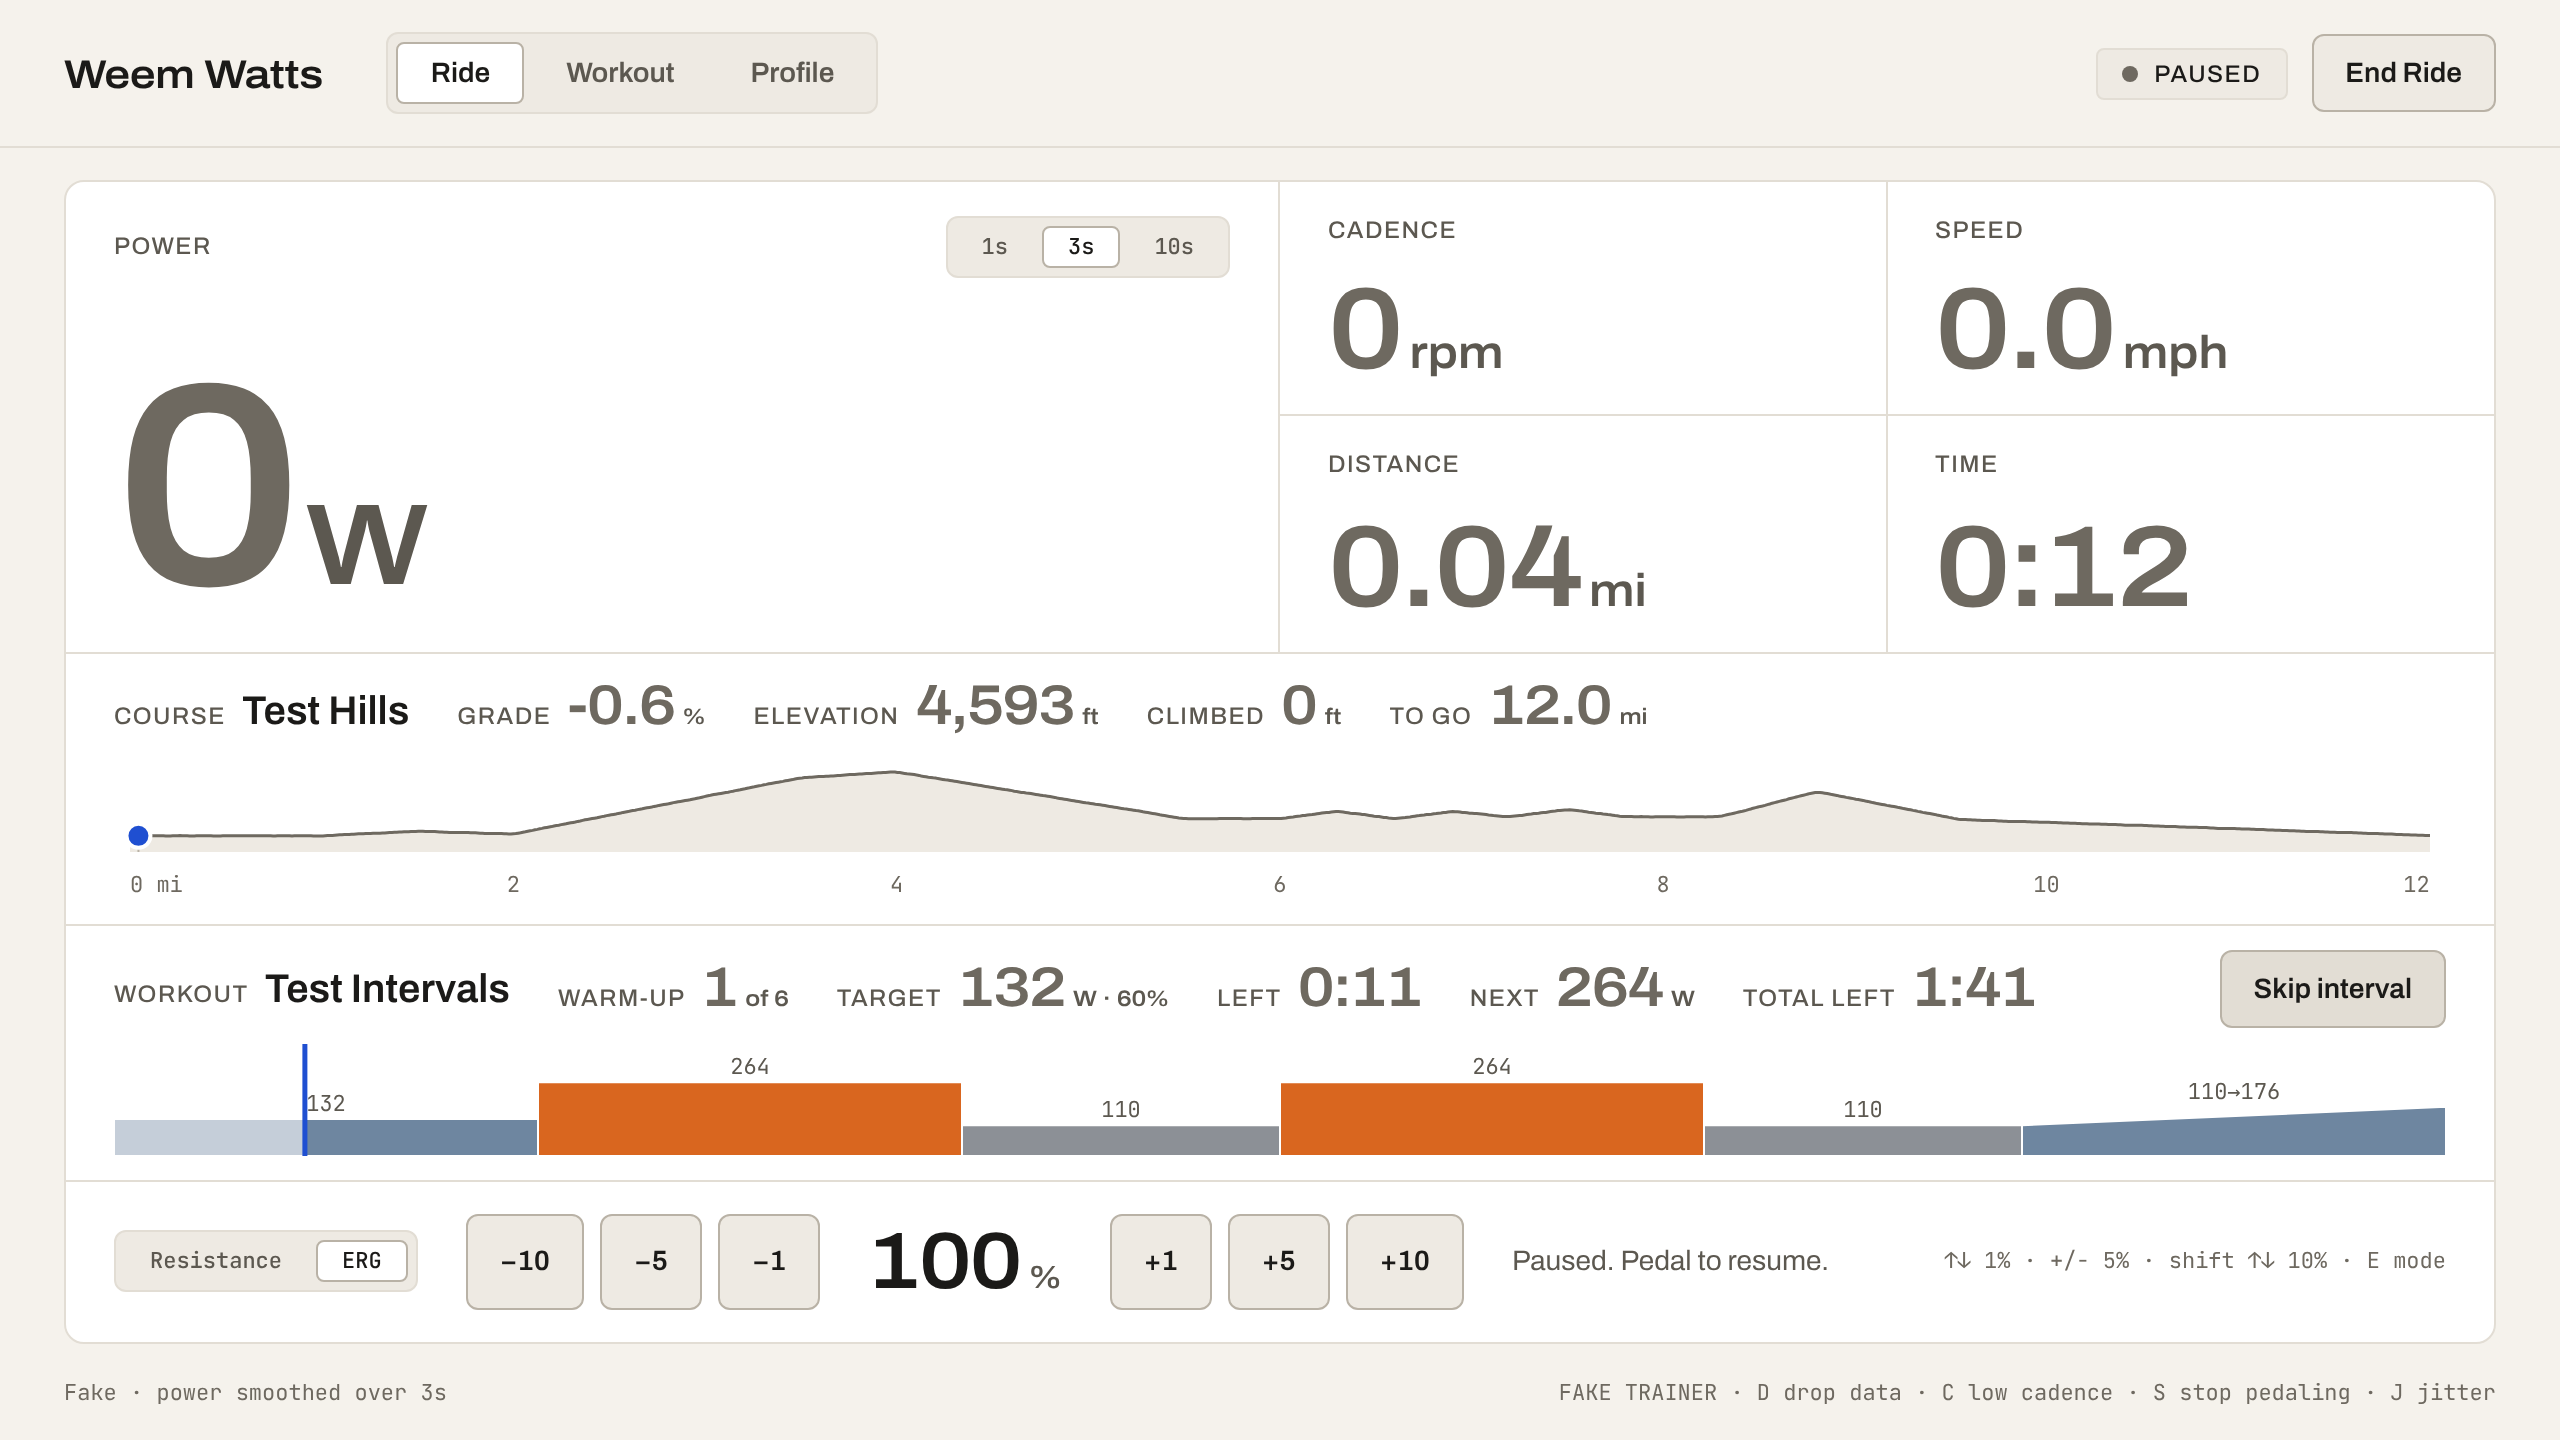 Weem Watts
Ride Workout Profile
PAUSED
End Ride
POWER
1s 3s 10s
0 W
CADENCE
0 rpm
SPEED
0.0 mph
DISTANCE
0.04 mi
TIME
0:12
COURSE Test Hills GRADE -0.6 % ELEVATION 4,593 ft CLIMBED 0 ft TO GO 12.0 mi
0 mi 2 4 6 8 10 12
WORKOUT Test Intervals WARM-UP 1 of 6 TARGET 132 W · 60% LEFT 0:11 NEXT 264 W TOTAL LEFT 1:41
Skip interval
132 264 110 264 110 110→176
Resistance ERG
−10 −5 −1 100 % +1 +5 +10
Paused. Pedal to resume.
↑↓ 1% · +/- 5% · shift ↑↓ 10% · E mode
Fake · power smoothed over 3s
FAKE TRAINER · D drop data · C low cadence · S stop pedaling · J jitter